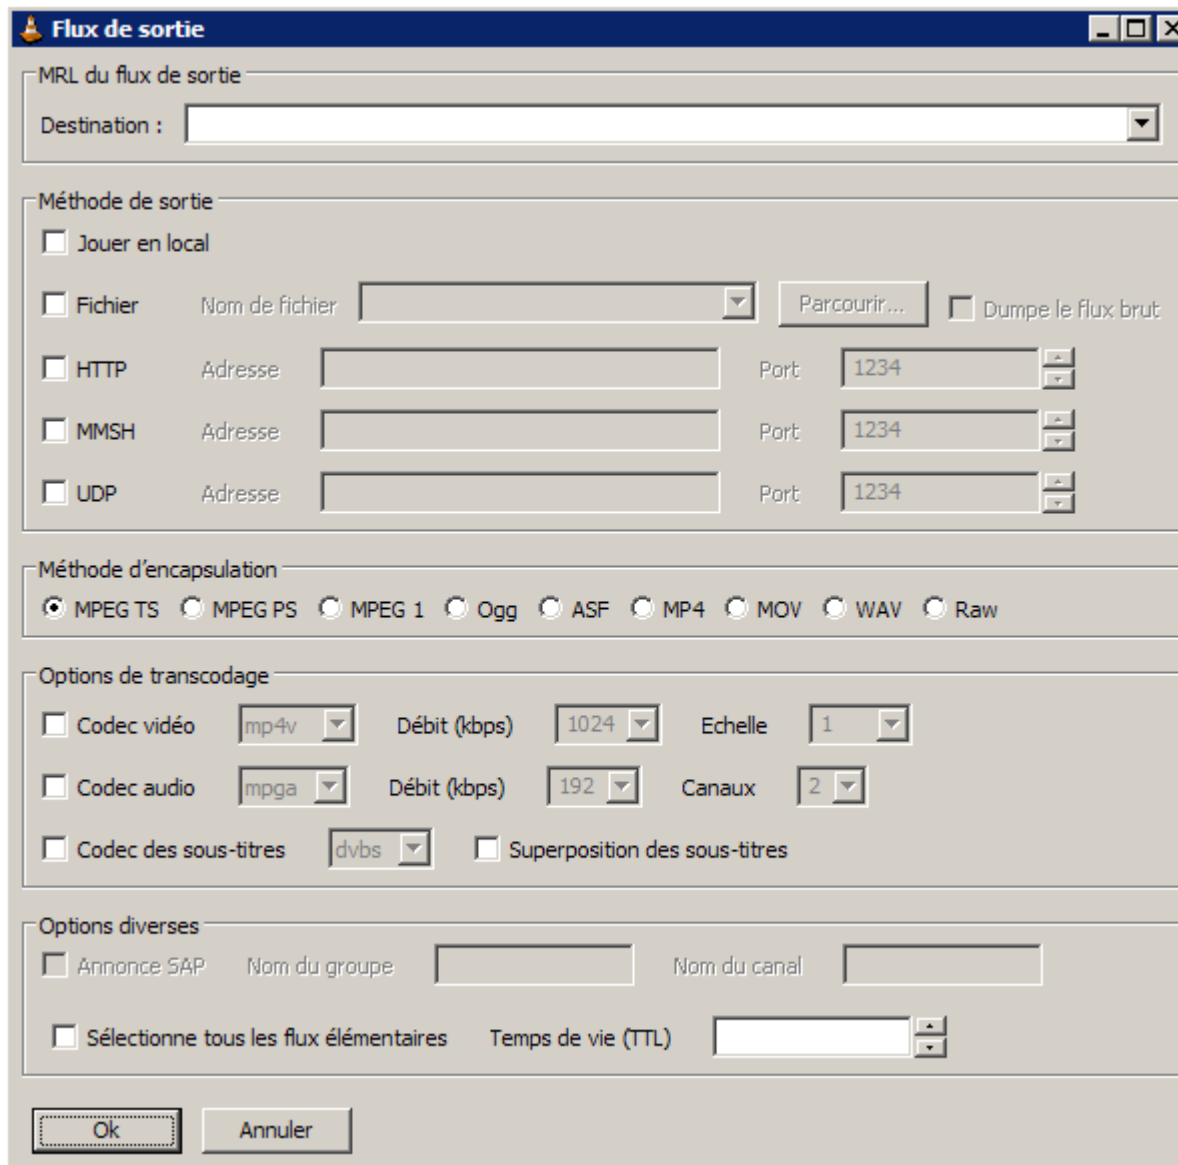 Flux de sortie
MRL du flux de sortie
Destination :
Méthode de sortie
Jouer en local
Fichier Nom de fichier Parcourir... Dumpe le flux brut
HTTP Adresse Port 1234
MMSH Adresse Port 1234
UDP Adresse Port 1234
Méthode d'encapsulation
MPEG TS MPEG PS MPEG 1 Ogg ASF MP4 MOV WAV Raw
Options de transcodage
Codec vidéo mp4v Débit (kbps) 1024 Echelle 1
Codec audio mpga Débit (kbps) 192 Canaux 2
Codec des sous-titres dvbs Superposition des sous-titres
Options diverses
Annonce SAP Nom du groupe Nom du canal
Sélectionne tous les flux élémentaires Temps de vie (TTL)
Ok Annuler